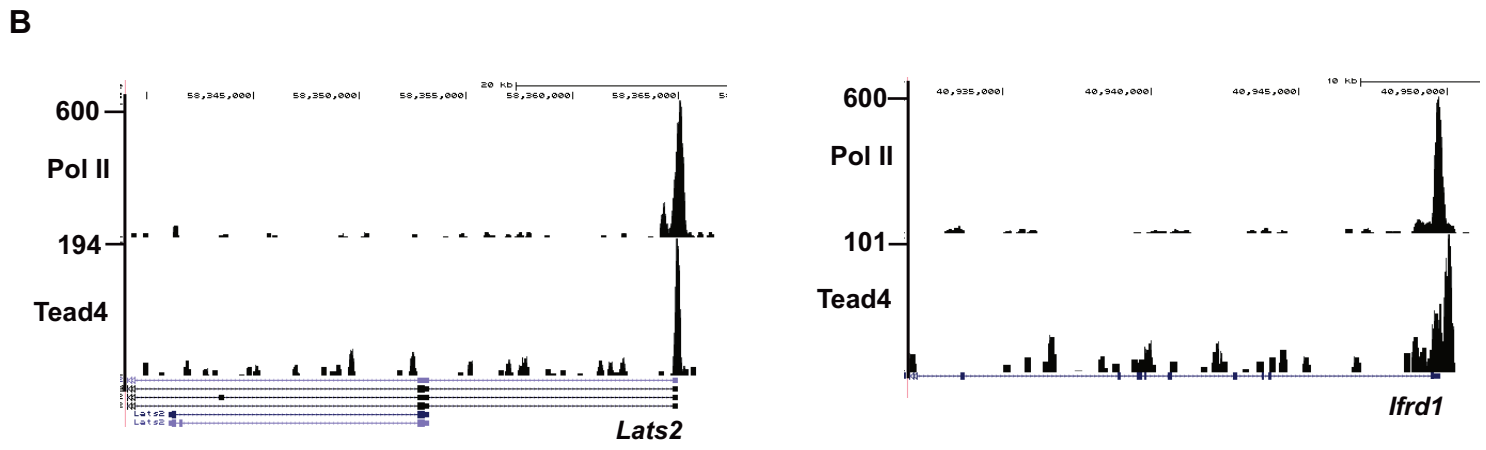 B
20 kb
58,345,000
58,350,000
58,355,000
58,360,000
58,365,000
600
Pol II
194
Tead4
Lats2
Lats2
Lats2
10 kb
40,935,000
40,940,000
40,945,000
40,950,000
600
Pol II
101
Tead4
Ifrd1